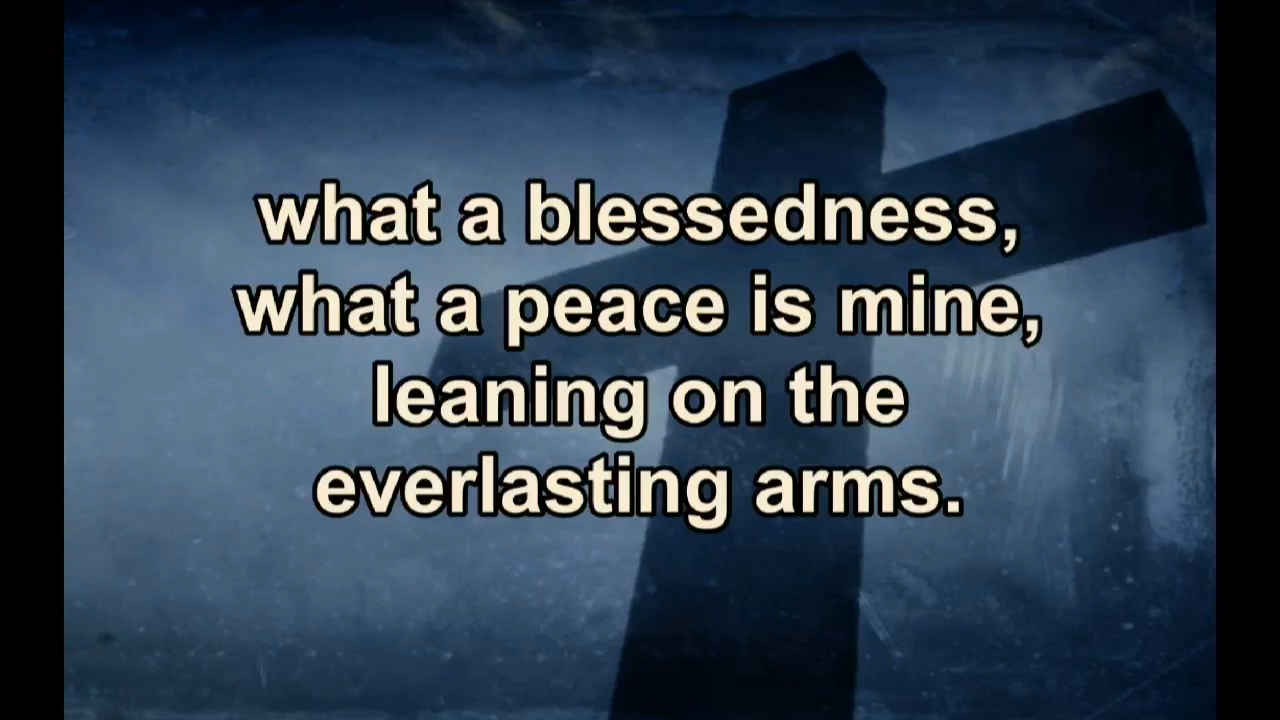 what a blessedness,
what a peace is mine,
leaning on the
everlasting arms.